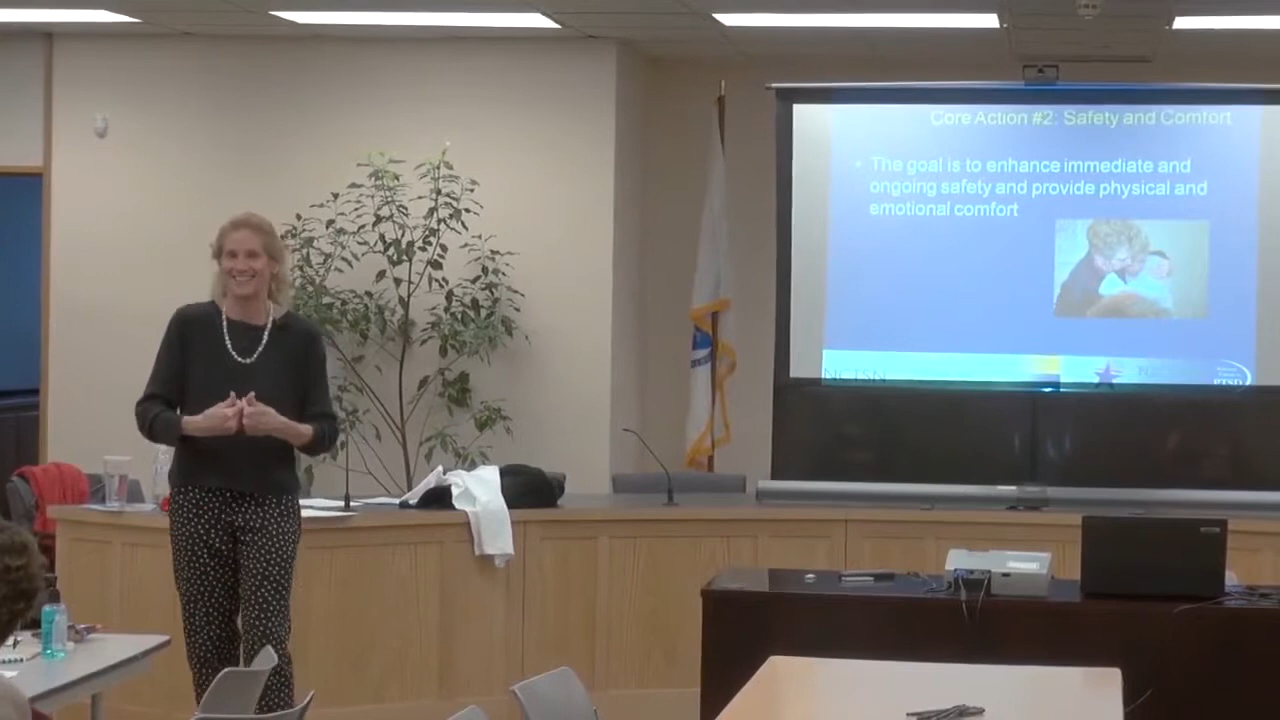 Core Action #2: Safety and Comfort
• The goal is to enhance immediate and
ongoing safety and provide physical and
emotional comfort
NCTSN
PTSD